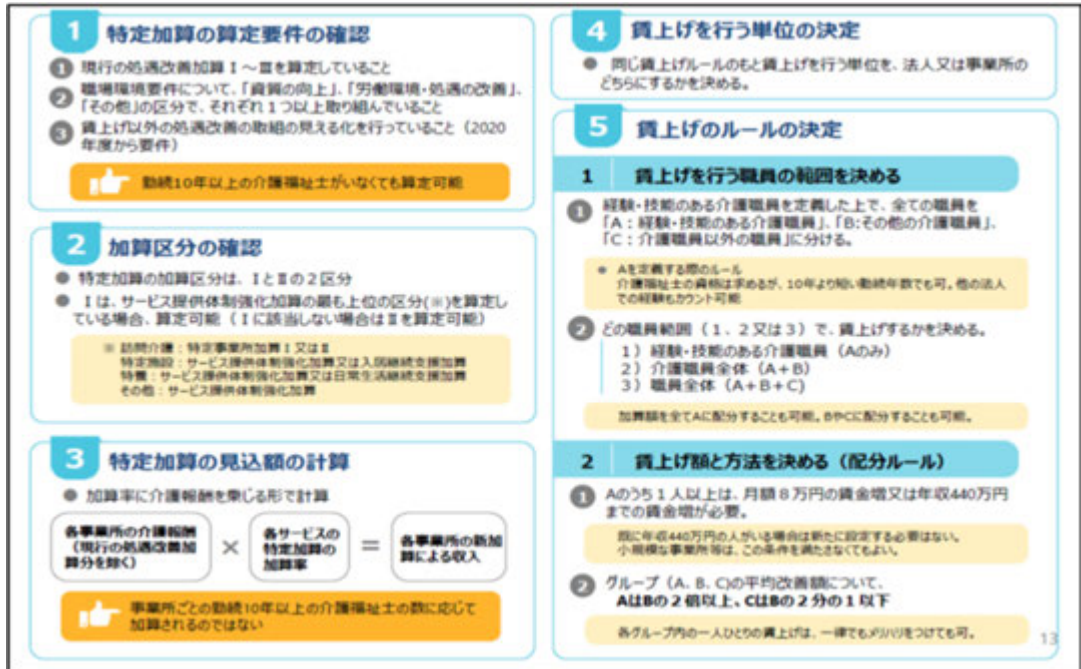 1 特定加算の算定要件の確認
1 現行の処遇改善加算Ⅰ～Ⅲを算定していること
2 職場環境要件について、「資質の向上」、「労働環境・処遇の改善」、
「その他」の区分で、それぞれ1つ以上取り組んでいること
3 賃上げ以外の処遇改善の取組の見える化を行っていること（2020
年度から要件）
勤続10年以上の介護福祉士がいなくても算定可能
2 加算区分の確認
● 特定加算の加算区分は、ⅠとⅡの2区分
● Ⅰは、サービス提供体制強化加算の最も上位の区分(※)を算定し
ている場合、算定可能（Ⅰに該当しない場合はⅡを算定可能）
※ 訪問介護：特定事業所加算Ⅰ又はⅡ
特定施設：サービス提供体制強化加算又は入居継続支援加算
特養：サービス提供体制強化加算又は日常生活継続支援加算
その他：サービス提供体制強化加算
3 特定加算の見込額の計算
● 加算率に介護報酬を乗じる形で計算
各事業所の介護報酬
（現行の処遇改善加
算分を除く）
×
各サービスの
特定加算の
加算率
＝
各事業所の新加
算による収入
事業所ごとの勤続10年以上の介護福祉士の数に応じて
加算されるのではない
4 賃上げを行う単位の決定
● 同じ賃上げルールのもと賃上げを行う単位を、法人又は事業所の
どちらにするかを決める。
5 賃上げのルールの決定
1 賃上げを行う職員の範囲を決める
1 経験・技能のある介護職員を定義した上で、全ての職員を
「A：経験・技能のある介護職員」、「B:その他の介護職員」、
「C：介護職員以外の職員」に分ける。
● Aを定義する際のルール
介護福祉士の資格は求めるが、10年より短い勤続年数でも可。他の法人
での経験もカウント可能
2 どの職員範囲（1、2又は3）で、賃上げするかを決める。
1）経験・技能のある介護職員（Aのみ）
2）介護職員全体（A+B）
3）職員全体（A+B+C）
加算額を全てAに配分することも可能。BやCに配分することも可能。
2 賃上げ額と方法を決める（配分ルール）
1 Aのうち1人以上は、月額8万円の賃金増又は年収440万円
までの賃金増が必要。
既に年収440万円の人がいる場合は新たに設定する必要はない。
小規模な事業所等は、この条件を満たさなくてもよい。
2 グループ（A、B、C)の平均改善額について、
AはBの2倍以上、CはBの2分の1以下
各グループ内の一人ひとりの賃上げは、一律でもメリハリをつけても可。
13